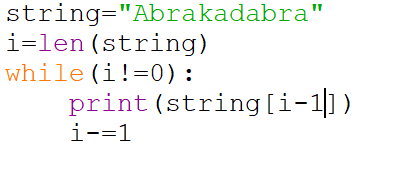 string="Abrakadabra"
i=len(string)
while(i!=0):
    print(string[i-1])
    i-=1